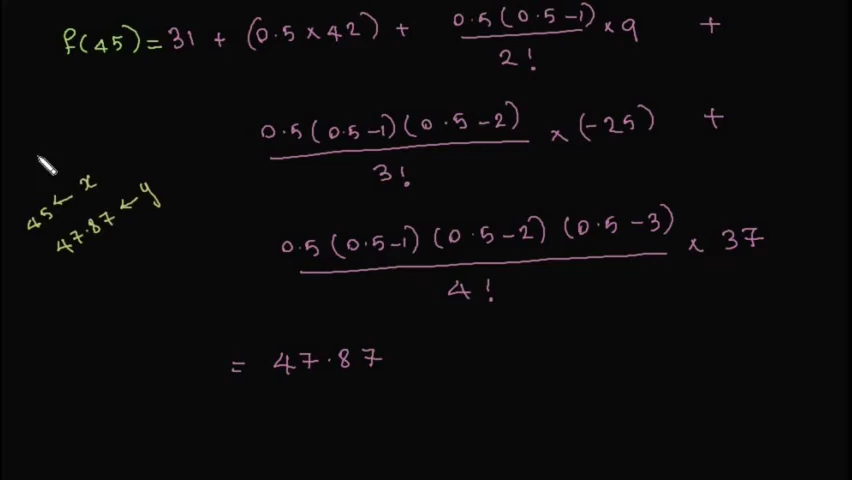 f(45) = 31 + (0.5 x 42) + 0.5(0.5-1)/2! x 9 +
0.5(0.5-1)(0.5-2)/3! x (-25) +
45 ← x
47.87 ← y
0.5(0.5-1)(0.5-2)(0.5-3)/4! x 37
= 47.87